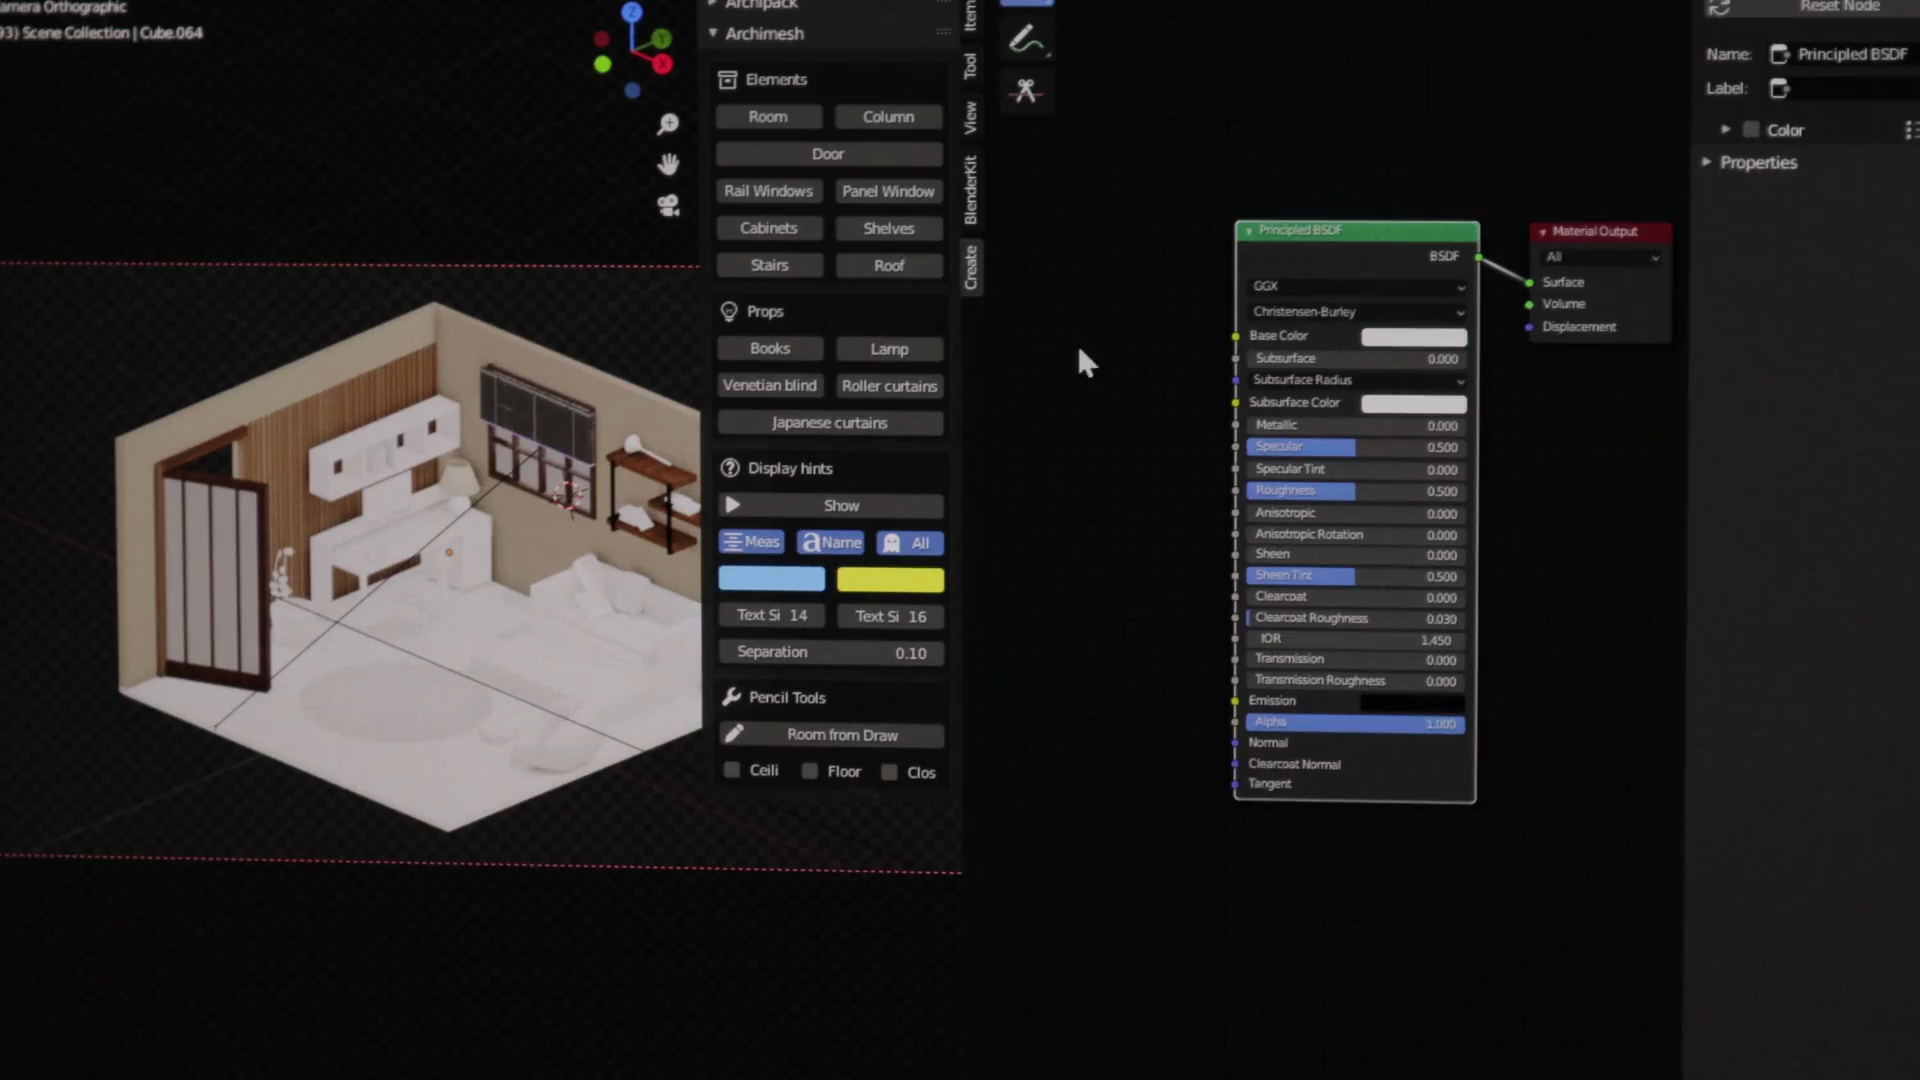 amera Orthographic
93) Scene Collection | Cube.064
Z
Y
X
Archipack
Archimesh
Elements
Room
Column
Door
Rail Windows
Panel Window
Cabinets
Shelves
Stairs
Roof
Props
Books
Lamp
Venetian blind
Roller curtains
Japanese curtains
Display hints
Show
Meas
Name
All
Text Si 14
Text Si 16
Separation 0.10
Pencil Tools
Room from Draw
Ceili
Floor
Clos
Item
Tool
View
BlenderKit
Create
Principled BSDF
BSDF
GGX
Christensen-Burley
Base Color
Subsurface 0.000
Subsurface Radius
Subsurface Color
Metallic 0.000
Specular 0.500
Specular Tint 0.000
Roughness 0.500
Anisotropic 0.000
Anisotropic Rotation 0.000
Sheen 0.000
Sheen Tint 0.500
Clearcoat 0.000
Clearcoat Roughness 0.030
IOR 1.450
Transmission 0.000
Transmission Roughness 0.000
Emission
Alpha 1.000
Normal
Clearcoat Normal
Tangent
Material Output
All
Surface
Volume
Displacement
Reset Node
Name: Principled BSDF
Label:
Color
Properties